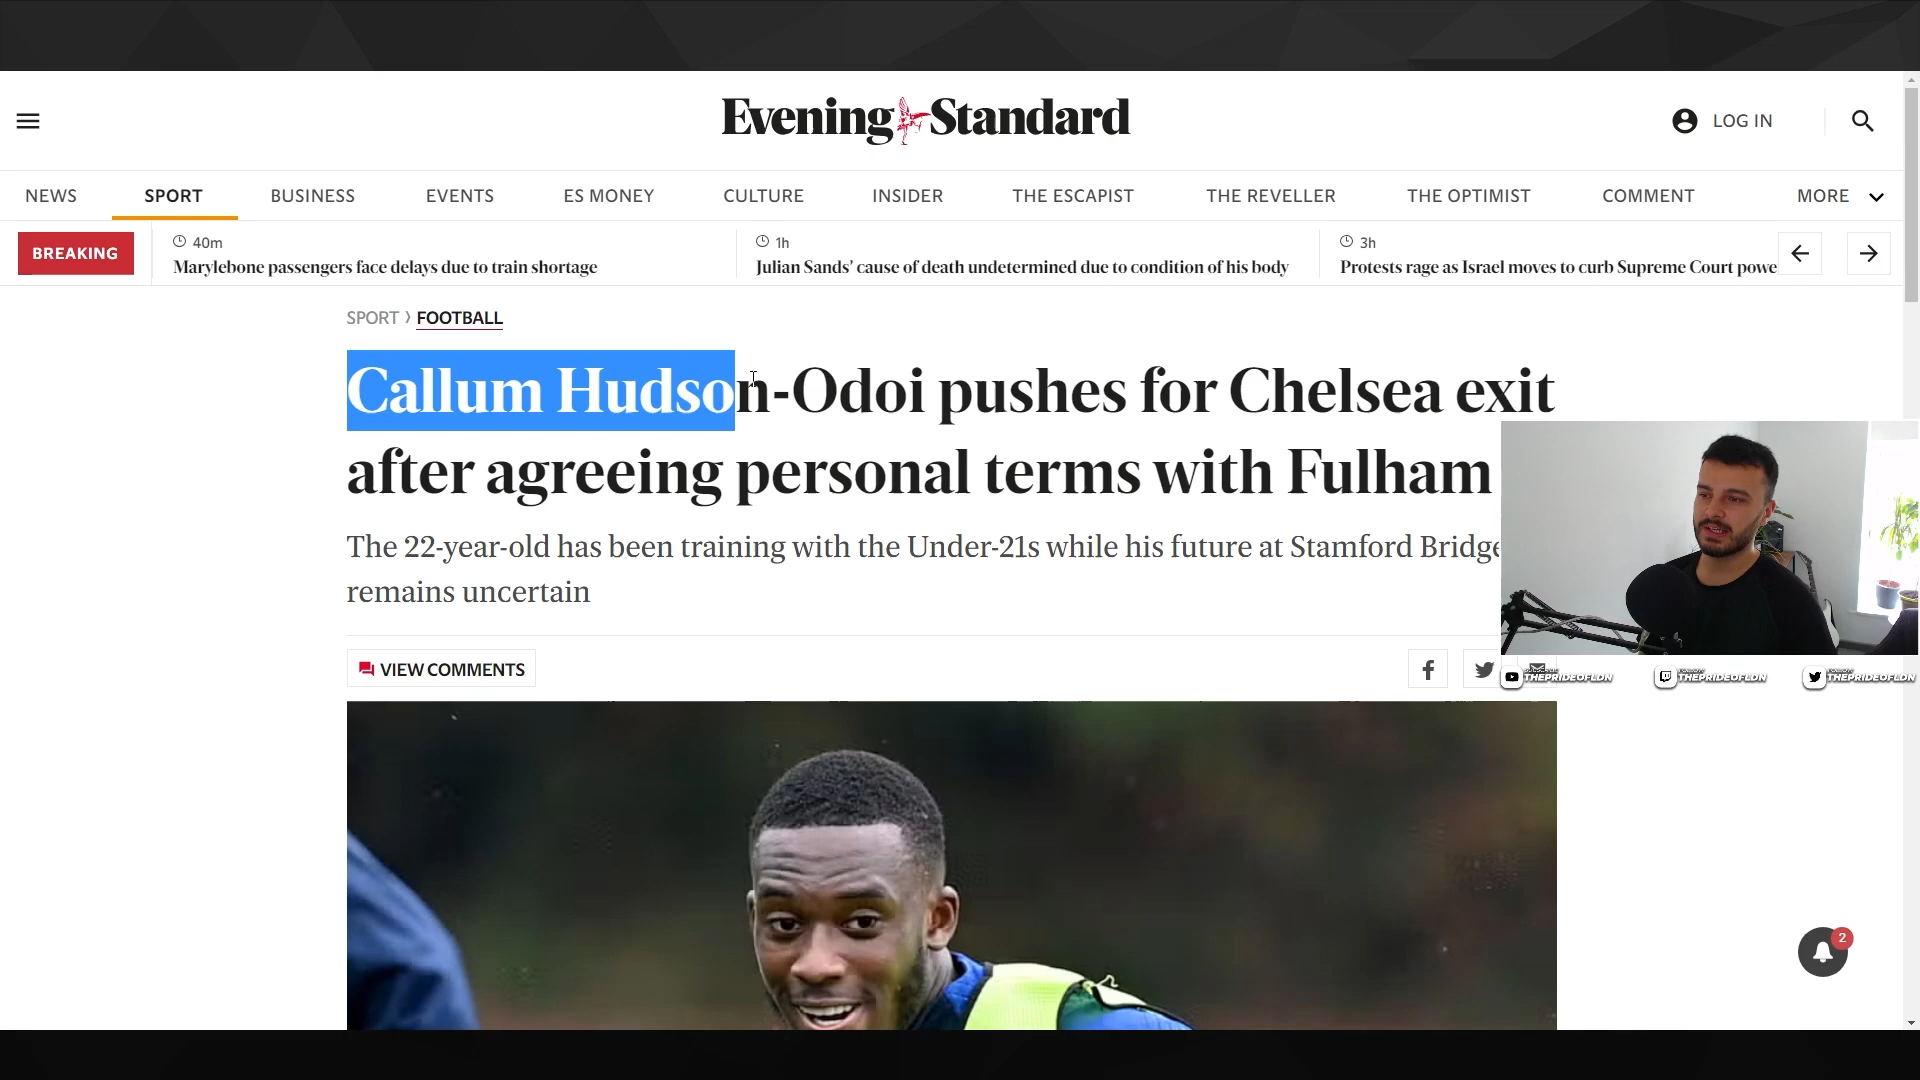 Evening Standard
LOG IN
NEWS SPORT BUSINESS EVENTS ES MONEY CULTURE INSIDER THE ESCAPIST THE REVELLER THE OPTIMIST COMMENT MORE
BREAKING
40m
Marylebone passengers face delays due to train shortage
1h
Julian Sands' cause of death undetermined due to condition of his body
3h
Protests rage as Israel moves to curb Supreme Court powe
SPORT › FOOTBALL
Callum Hudson-Odoi pushes for Chelsea exit
after agreeing personal terms with Fulham
The 22-year-old has been training with the Under-21s while his future at Stamford Bridge
remains uncertain
VIEW COMMENTS
THEPRIDEOFLDN
THEPRIDEOFLDN
THEPRIDEOFLDN
2